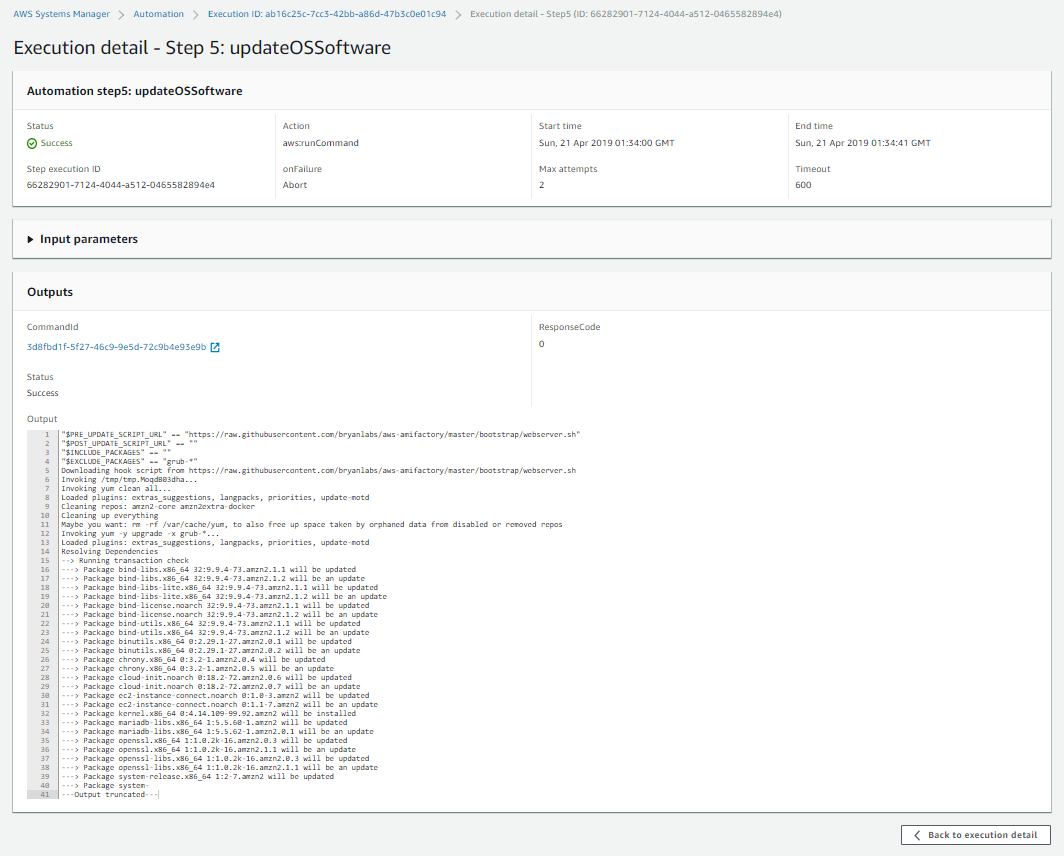 AWS Systems Manager > Automation > Execution ID: ab16c25c-7cc3-42bb-a86d-47b3c0e01c94 > Execution detail - Step5 (ID: 66282901-7124-4044-a512-0465582894e4)
Execution detail - Step 5: updateOSSoftware
Automation step5: updateOSSoftware
Status
Success
Action
aws:runCommand
Start time
Sun, 21 Apr 2019 01:34:00 GMT
End time
Sun, 21 Apr 2019 01:34:41 GMT
Step execution ID
66282901-7124-4044-a512-0465582894e4
onFailure
Abort
Max attempts
2
Timeout
600
Input parameters
Outputs
CommandId
3d8fbd1f-5f27-46c9-9e5d-72c9b4e93e9b
ResponseCode
0
Status
Success
Output
1 "$PRE_UPDATE_SCRIPT_URL" == "https://raw.githubusercontent.com/bryanlabs/aws-amifactory/master/bootstrap/webserver.sh"
2 "$POST_UPDATE_SCRIPT_URL" == ""
3 "$INCLUDE_PACKAGES" == ""
4 "$EXCLUDE_PACKAGES" == "grub-*"
5 Downloading hook script from https://raw.githubusercontent.com/bryanlabs/aws-amifactory/master/bootstrap/webserver.sh
6 Invoking /tmp/tmp.MoqdB03dha...
7 Invoking yum clean all...
8 Loaded plugins: extras_suggestions, langpacks, priorities, update-motd
9 Cleaning repos: amzn2-core amzn2extra-docker
10 Cleaning up everything
11 Maybe you want: rm -rf /var/cache/yum, to also free up space taken by orphaned data from disabled or removed repos
12 Invoking yum -y upgrade -x grub-*...
13 Loaded plugins: extras_suggestions, langpacks, priorities, update-motd
14 Resolving Dependencies
15 --> Running transaction check
16 ---> Package bind-libs.x86_64 32:9.9.4-73.amzn2.1.1 will be updated
17 ---> Package bind-libs.x86_64 32:9.9.4-73.amzn2.1.2 will be an update
18 ---> Package bind-libs-lite.x86_64 32:9.9.4-73.amzn2.1.1 will be updated
19 ---> Package bind-libs-lite.x86_64 32:9.9.4-73.amzn2.1.2 will be an update
20 ---> Package bind-license.noarch 32:9.9.4-73.amzn2.1.1 will be updated
21 ---> Package bind-license.noarch 32:9.9.4-73.amzn2.1.2 will be an update
22 ---> Package bind-utils.x86_64 32:9.9.4-73.amzn2.1.1 will be updated
23 ---> Package bind-utils.x86_64 32:9.9.4-73.amzn2.1.2 will be an update
24 ---> Package binutils.x86_64 0:2.29.1-27.amzn2.0.1 will be updated
25 ---> Package binutils.x86_64 0:2.29.1-27.amzn2.0.2 will be an update
26 ---> Package chrony.x86_64 0:3.2-1.amzn2.0.4 will be updated
27 ---> Package chrony.x86_64 0:3.2-1.amzn2.0.5 will be an update
28 ---> Package cloud-init.noarch 0:18.2-72.amzn2.0.6 will be updated
29 ---> Package cloud-init.noarch 0:18.2-72.amzn2.0.7 will be an update
30 ---> Package ec2-instance-connect.noarch 0:1.0-3.amzn2 will be updated
31 ---> Package ec2-instance-connect.noarch 0:1.1-7.amzn2 will be an update
32 ---> Package kernel.x86_64 0:4.14.109-99.92.amzn2 will be installed
33 ---> Package mariadb-libs.x86_64 1:5.5.60-1.amzn2 will be updated
34 ---> Package mariadb-libs.x86_64 1:5.5.62-1.amzn2.0.1 will be an update
35 ---> Package openssl.x86_64 1:1.0.2k-16.amzn2.0.3 will be updated
36 ---> Package openssl.x86_64 1:1.0.2k-16.amzn2.1.1 will be an update
37 ---> Package openssl-libs.x86_64 1:1.0.2k-16.amzn2.0.3 will be updated
38 ---> Package openssl-libs.x86_64 1:1.0.2k-16.amzn2.1.1 will be an update
39 ---> Package system-release.x86_64 1:2-7.amzn2 will be updated
40 ---> Package system-
41 ---Output truncated---
Back to execution detail